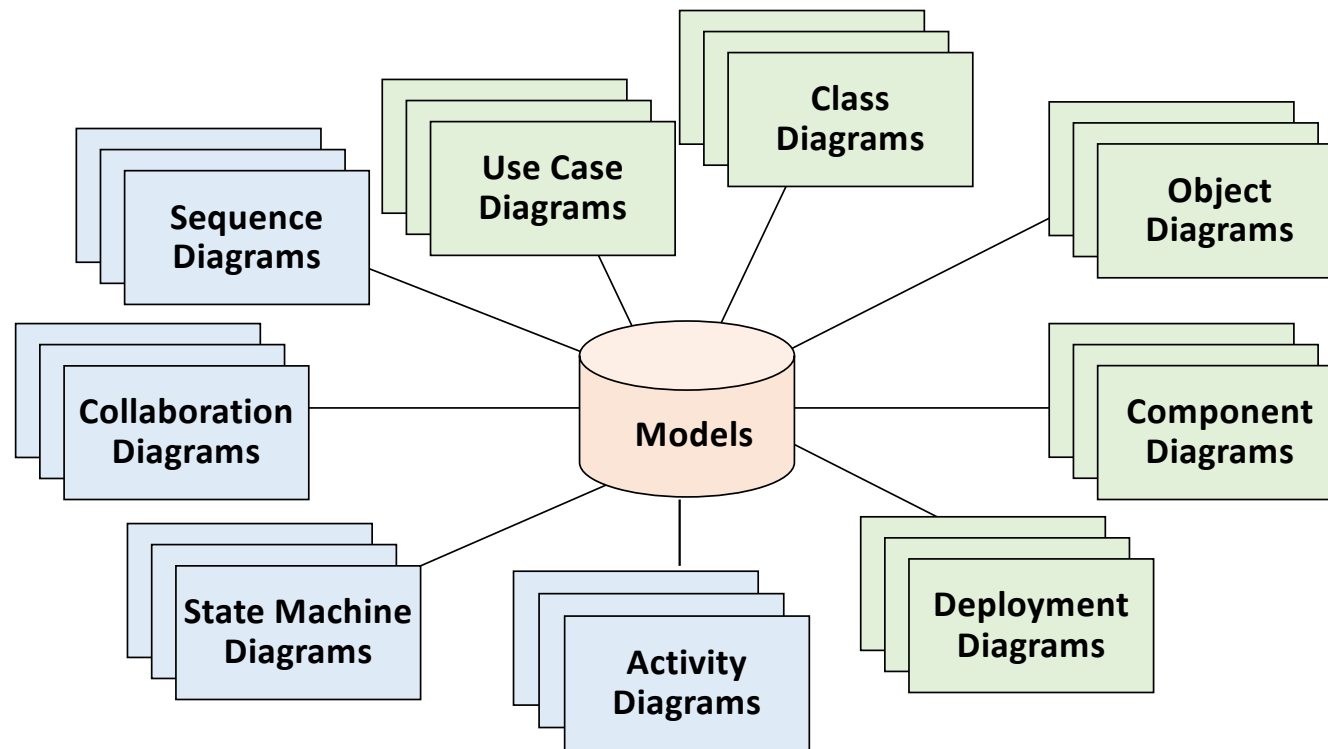 Class
Diagrams
Use Case
Diagrams
Object
Diagrams
Sequence
Diagrams
Collaboration
Diagrams
Models
Component
Diagrams
State Machine
Diagrams
Activity
Diagrams
Deployment
Diagrams